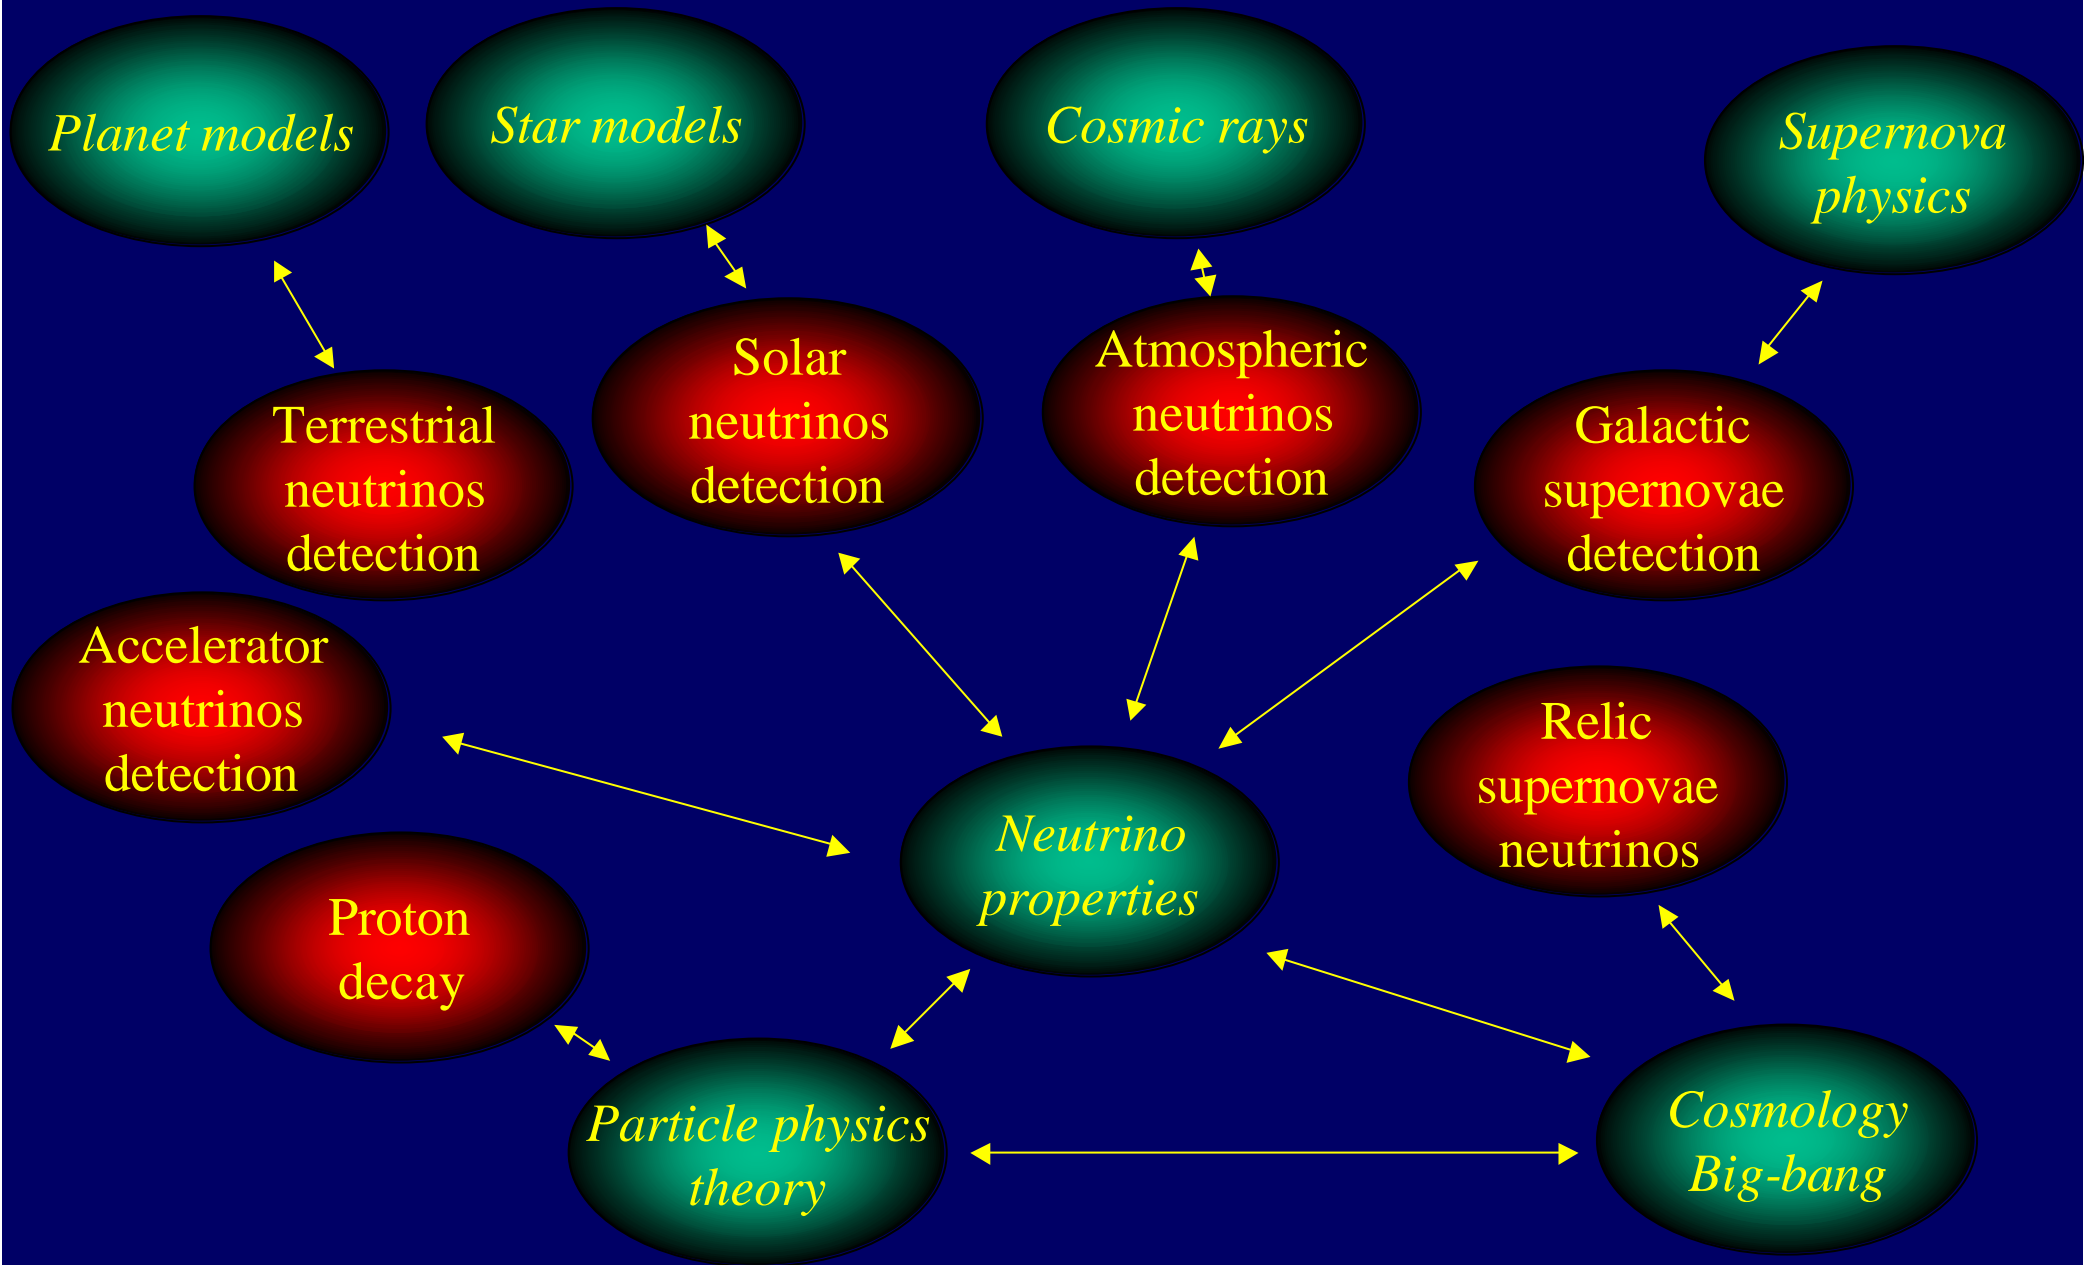 Planet models
Star models
Cosmic rays
Supernova
physics
Solar
neutrinos
detection
Atmospheric
neutrinos
detection
Terrestrial
neutrinos
detection
Galactic
supernovae
detection
Accelerator
neutrinos
detection
Relic
supernovae
neutrinos
Neutrino
properties
Proton
decay
Particle physics
theory
Cosmology
Big-bang